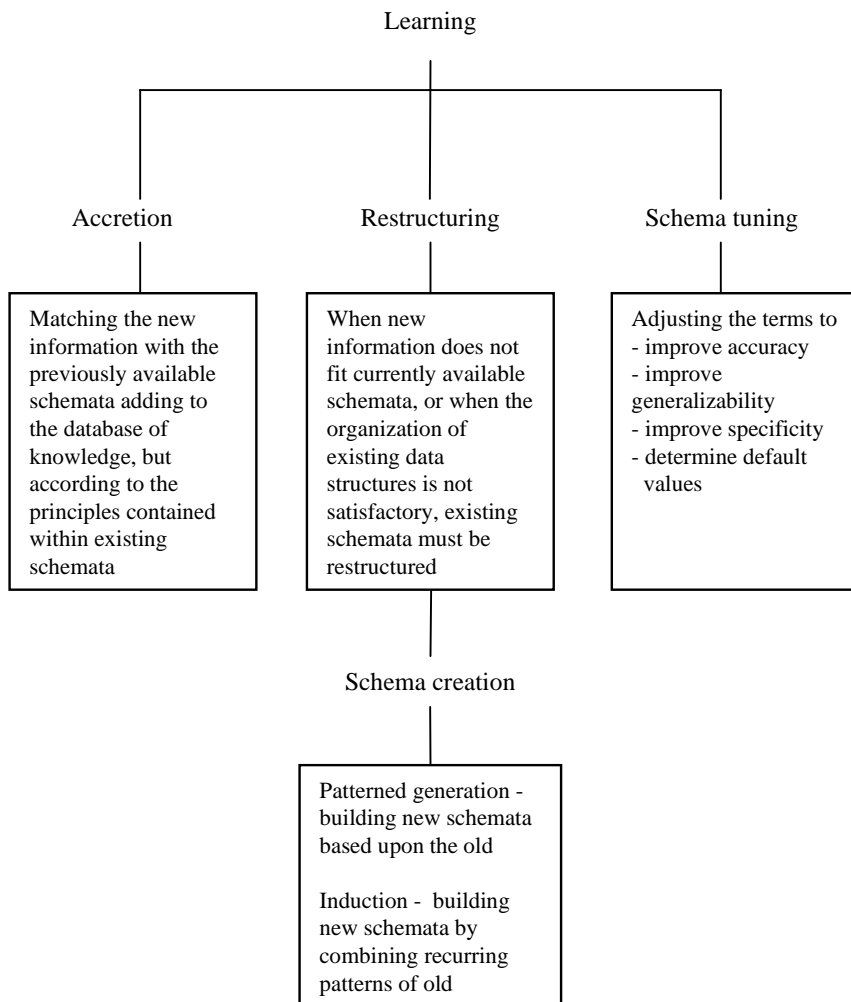 Learning
Accretion
Restructuring
Schema tuning
Matching the new
information with the
previously available
schemata adding to
the database of
knowledge, but
according to the
principles contained
within existing
schemata
When new
information does not
fit currently available
schemata, or when the
organization of
existing data
structures is not
satisfactory, existing
schemata must be
restructured
Adjusting the terms to
- improve accuracy
- improve
generalizability
- improve specificity
- determine default
values
Schema creation
Patterned generation -
building new schemata
based upon the old
Induction - building
new schemata by
combining recurring
patterns of old